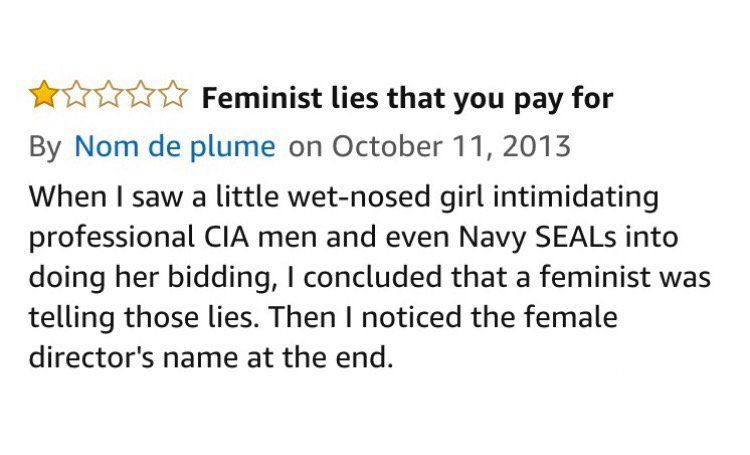 Feminist lies that you pay for
By Nom de plume on October 11, 2013
When I saw a little wet-nosed girl intimidating
professional CIA men and even Navy SEALs into
doing her bidding, I concluded that a feminist was
telling those lies. Then I noticed the female
director's name at the end.